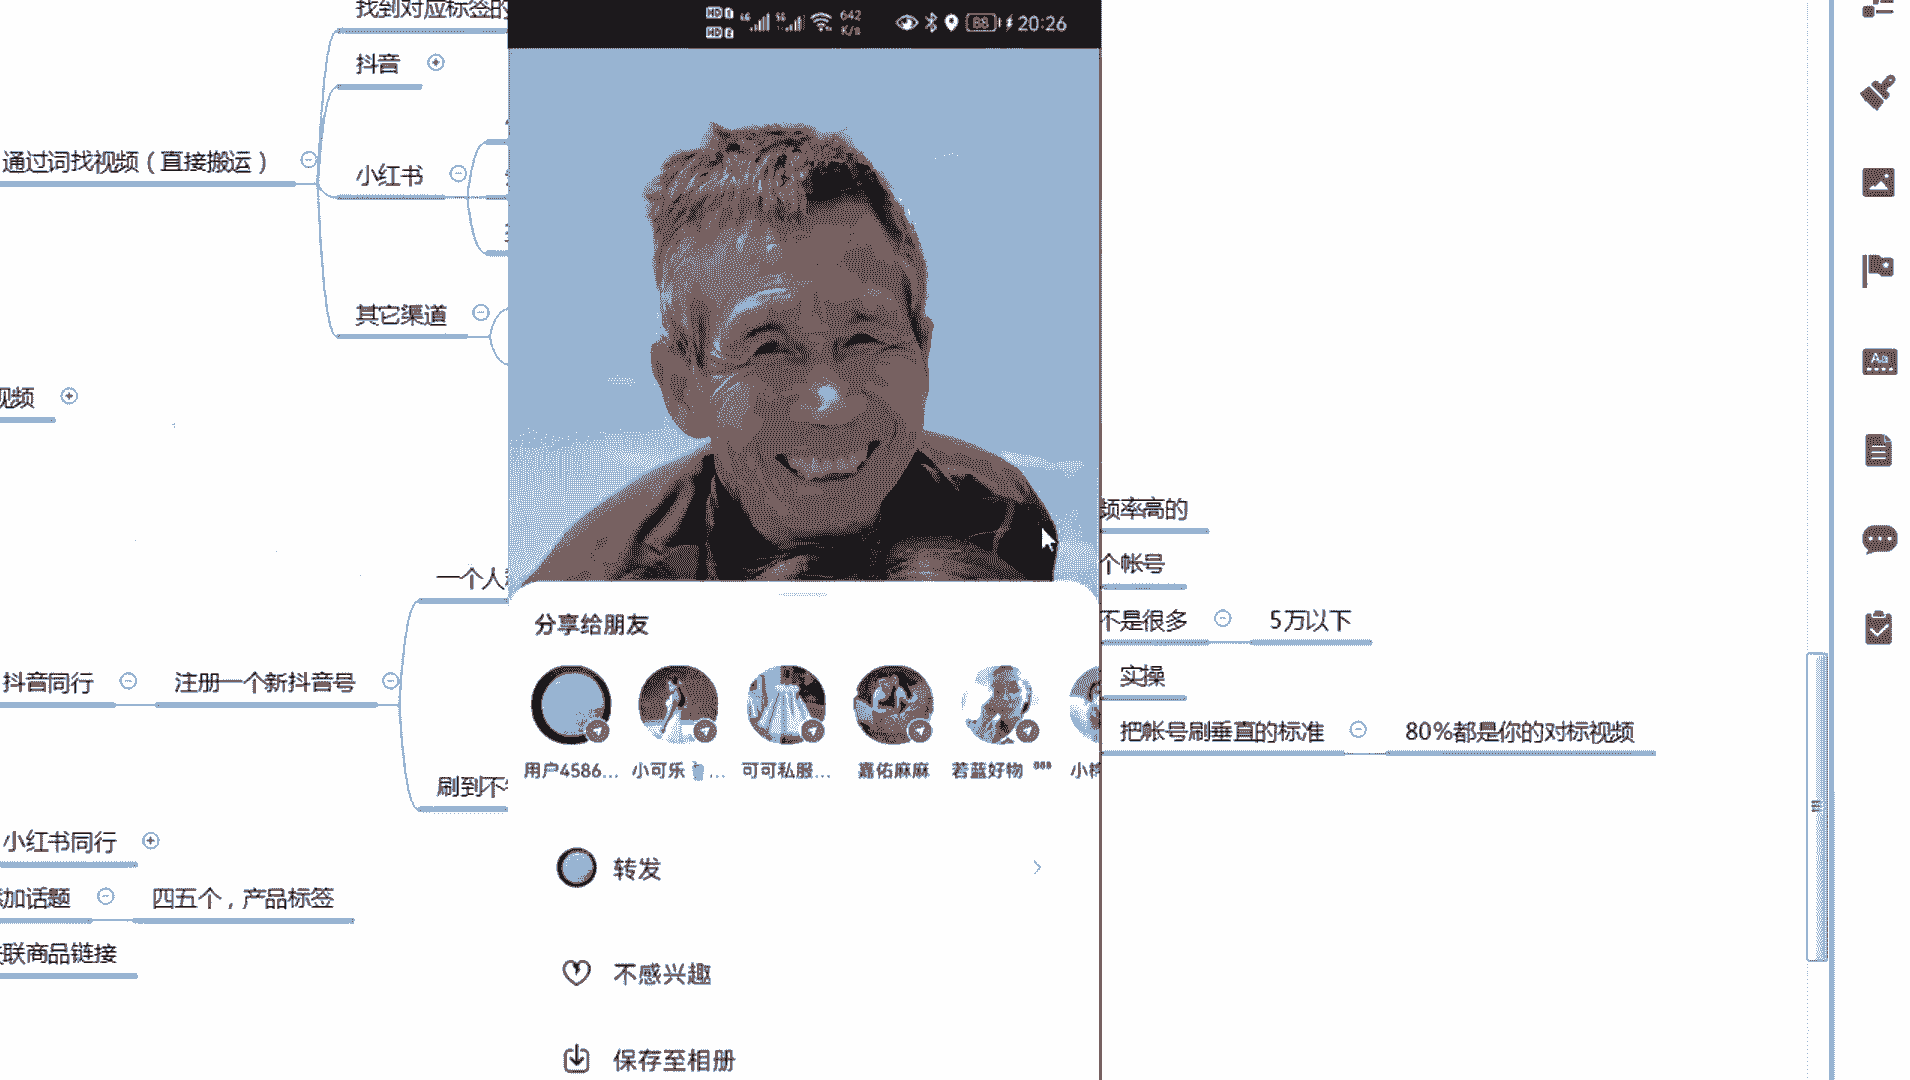 找到对应标签的
抖音
通过词找视频（直接搬运）
小红书
其它渠道
视频
一个人
抖音同行
注册一个新抖音号
刷到不
小红书同行
加话题
四五个，产品标签
联商品链接
HD 1
HD 2
642
K/s
88
20:26
分享给朋友
用户4586...
小可乐...
可可私服...
嘉佑麻麻
若蓝好物
转发
不感兴趣
保存至相册
频率高的
个帐号
不是很多
5万以下
实操
把帐号刷垂直的标准
80%都是你的对标视频
Aa